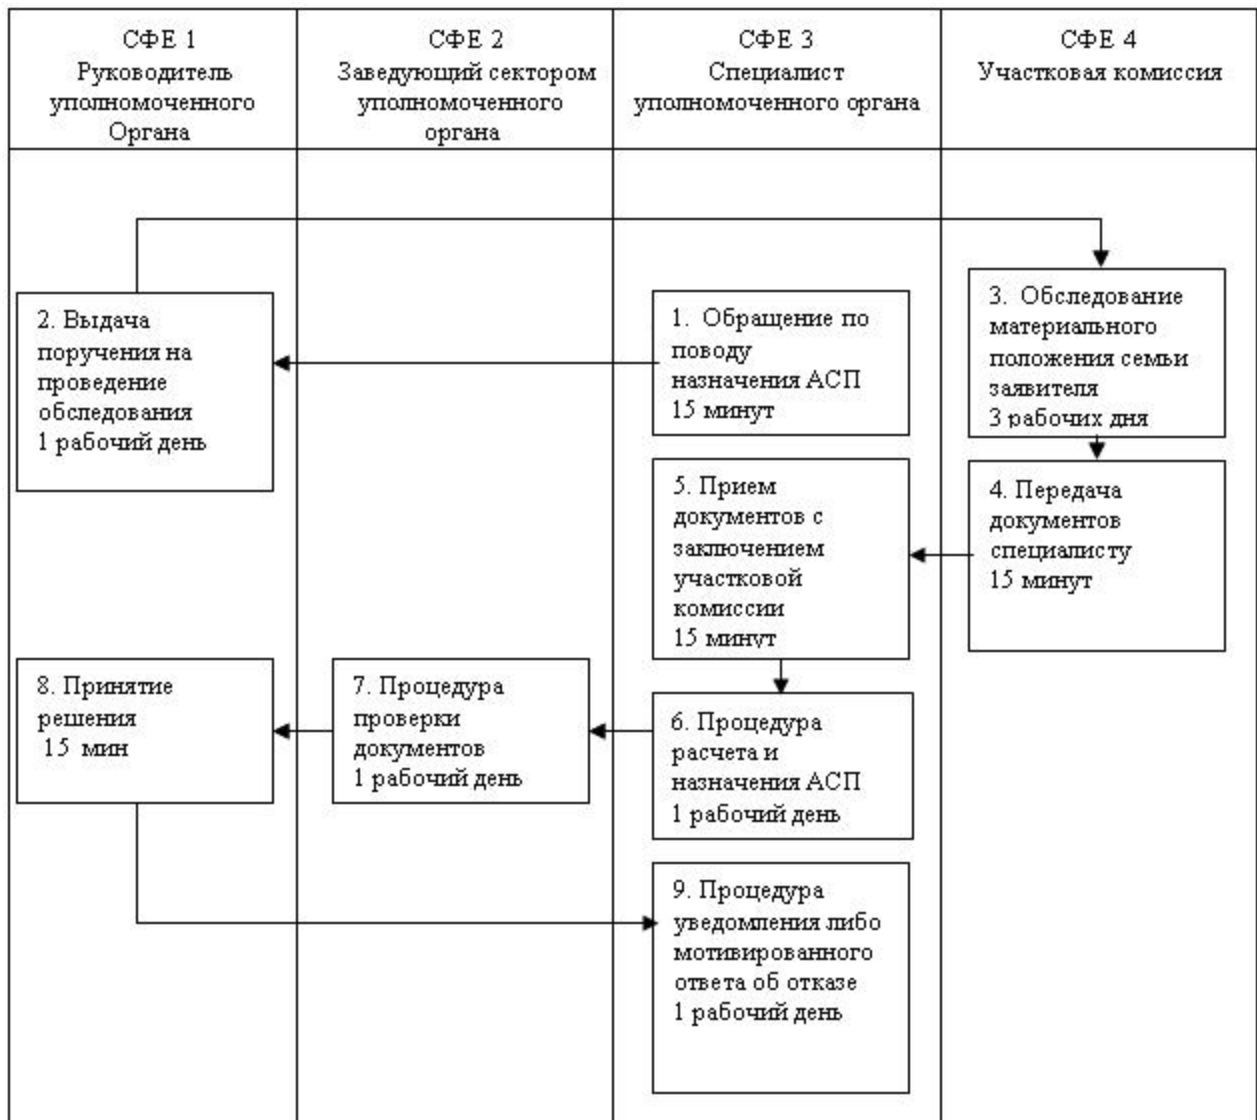 СФЕ 1
Руководитель
уполномоченного
Органа
СФЕ 2
Заведующий сектором
уполномоченного
органа
СФЕ 3
Специалист
уполномоченного органа
СФЕ 4
Участковая комиссия
2. Выдача
поручения на
проведение
обследования
1 рабочий день
1. Обращение по
поводу
назначения АСП
15 минут
3. Обследование
материального
положения семьи
заявителя
3 рабочих дня
5. Прием
документов с
заключением
участковой
комиссии
15 минут
4. Передача
документов
специалисту
15 минут
8. Принятие
решения
15 мин
7. Процедура
проверки
документов
1 рабочий день
6. Процедура
расчета и
назначения АСП
1 рабочий день
9. Процедура
уведомления либо
мотивированного
ответа об отказе
1 рабочий день